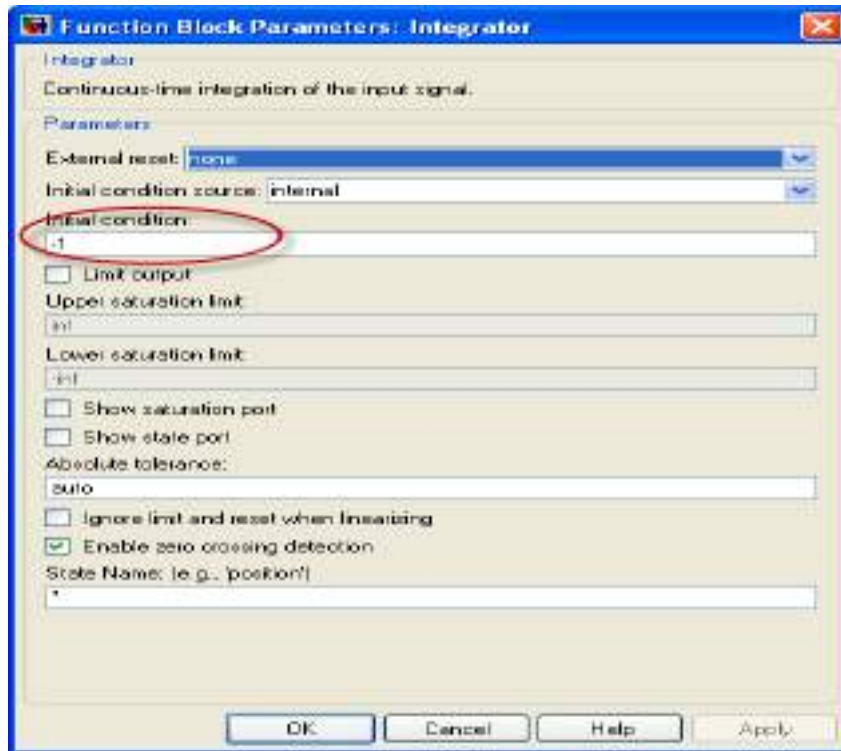 Function Block Parameters: Integrator
Integrator
Continuous-time integration of the input signal.
Parameters
External reset: none
Initial condition source: internal
Initial condition:
-1
Limit output
Upper saturation limit:
inf
Lower saturation limit:
-inf
Show saturation port
Show state port
Absolute tolerance:
auto
Ignore limit and reset when linearizing
Enable zero crossing detection
State Name: (e.g., 'position')
OK
Cancel
Help
Apply